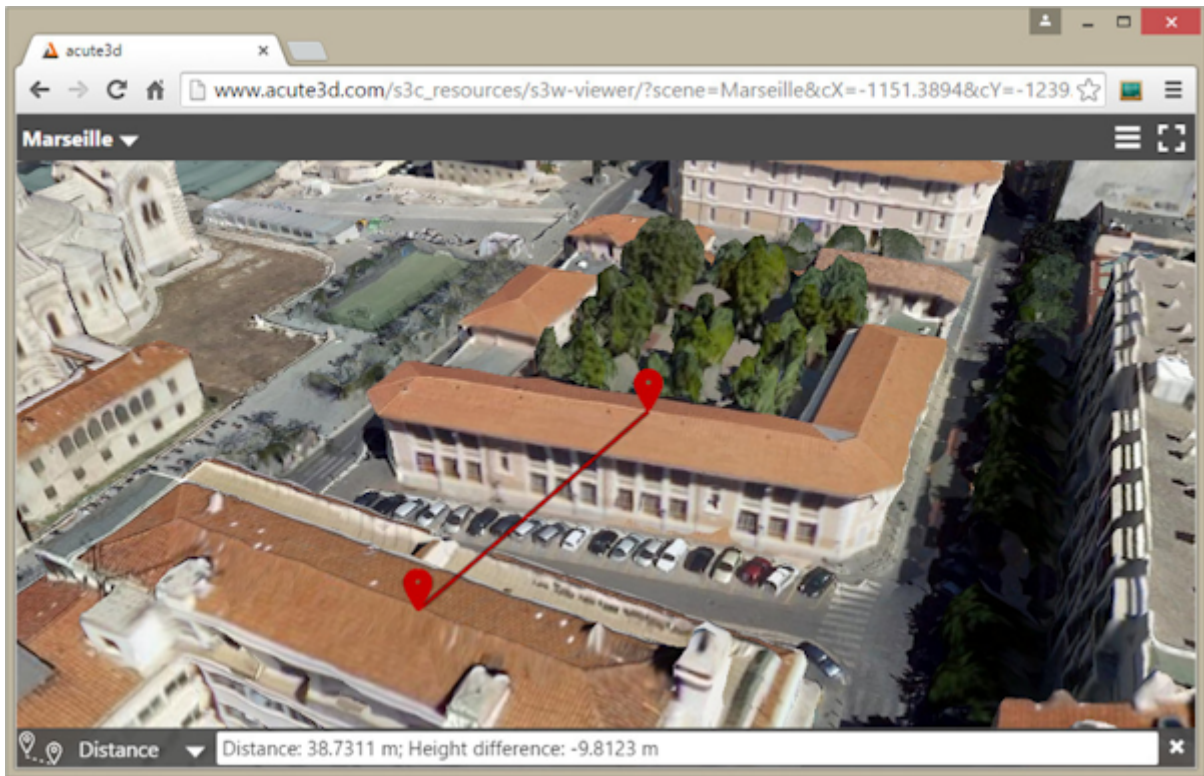 acute3d
www.acute3d.com/s3c_resources/s3w-viewer/?scene=Marseille&cX=-1151.3894&cY=-1239
Marseille
Distance
Distance: 38.7311 m; Height difference: -9.8123 m